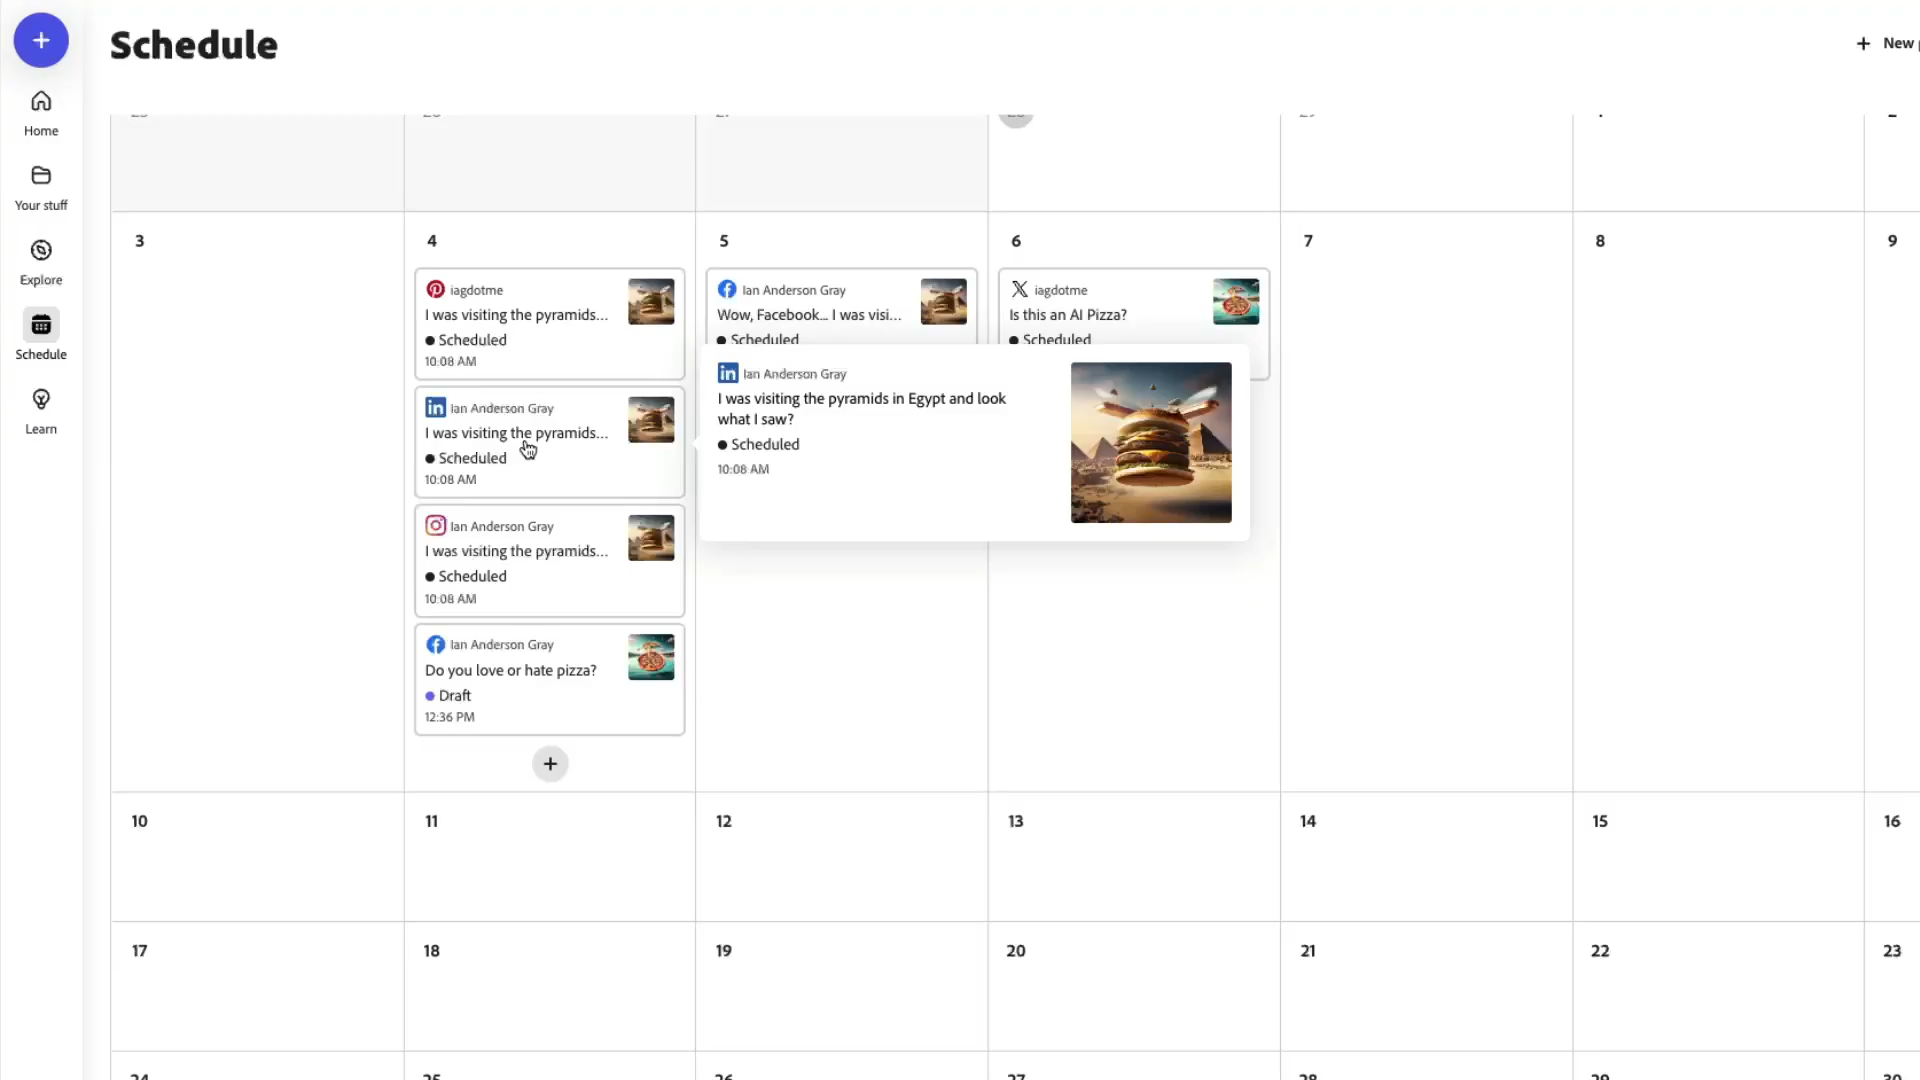 Schedule
+ New
Home
Your stuff
Explore
Schedule
Learn
3
4
5
6
7
8
9
iagdotme
I was visiting the pyramids...
Scheduled
10:08 AM
Ian Anderson Gray
I was visiting the pyramids...
Scheduled
10:08 AM
Ian Anderson Gray
I was visiting the pyramids...
Scheduled
10:08 AM
Ian Anderson Gray
Do you love or hate pizza?
Draft
12:36 PM
+
Ian Anderson Gray
Wow, Facebook... I was visi...
Scheduled
iagdotme
Is this an AI Pizza?
Scheduled
in Ian Anderson Gray
I was visiting the pyramids in Egypt and look
what I saw?
Scheduled
10:08 AM
10
11
12
13
14
15
16
17
18
19
20
21
22
23